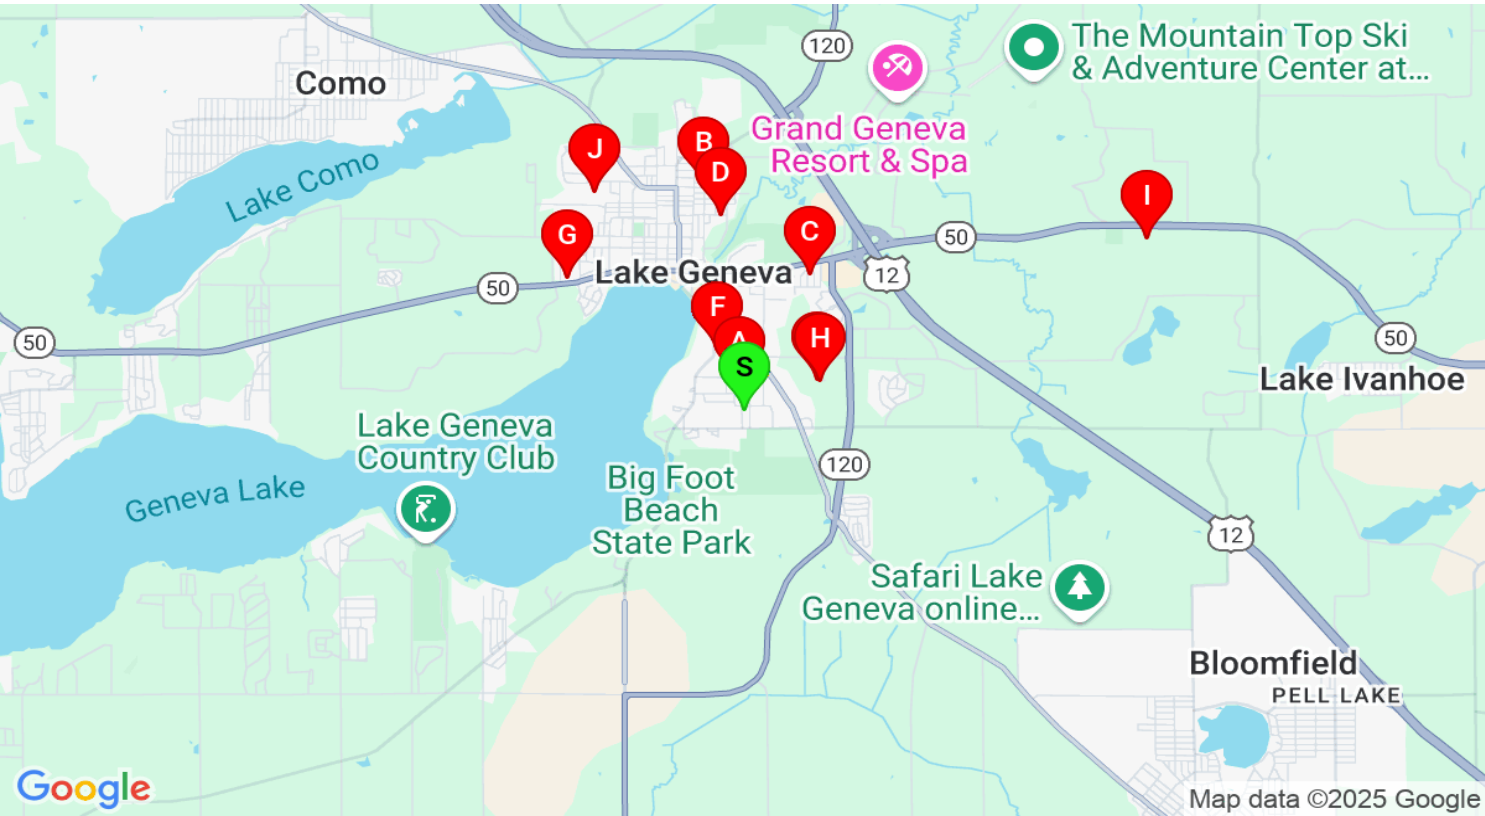 120
The Mountain Top Ski
& Adventure Center at...
Como
Grand Geneva
Resort & Spa
B
J
D
Lake Como
I
C
G
50
Lake Geneva
12
50
F
50
A
H
50
S
Lake Ivanhoe
Lake Geneva
Country Club
120
Big Foot
Beach
State Park
Geneva Lake
12
Safari Lake
Geneva online...
Bloomfield
PELL LAKE
Google
Map data ©2025 Google